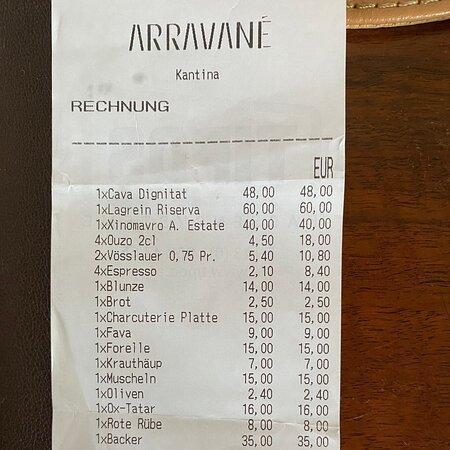 ARRAVANÉ
Kantina
RECHNUNG
EUR
1xCava Dignitat 48,00 48,00
1xLagrein Riserva 60,00 60,00
1xXinomavro A. Estate 40,00 40,00
4xOuzo 2cl 4,50 18,00
2xVösslauer 0,75 Pr. 5,40 10,80
4xEspresso 2,10 8,40
1xBlunze 14,00 14,00
1xBrot 2,50 2,50
1xCharcuterie Platte 15,00 15,00
1xFava 9,00 9,00
1xForelle 15,00 15,00
1xKrauthäup 7,00 7,00
1xMuscheln 15,00 15,00
1xOliven 2,40 2,40
1xOx-Tatar 16,00 16,00
1xRote Rübe 8,00 8,00
1xBacker 35,00 35,00